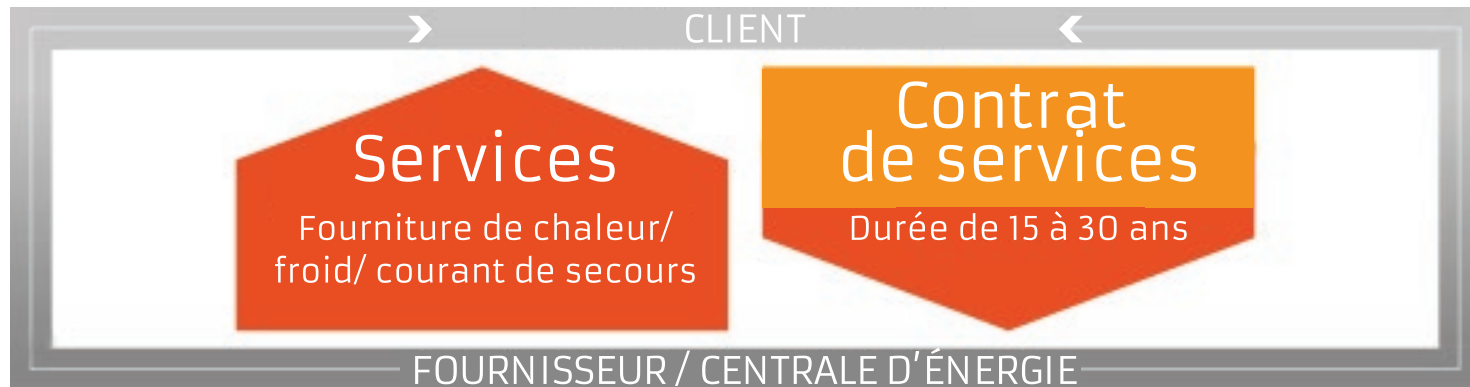 CLIENT
Services
Fourniture de chaleur/
froid/ courant de secours
Contrat
de services
Durée de 15 à 30 ans
FOURNISSEUR / CENTRALE D'ÉNERGIE